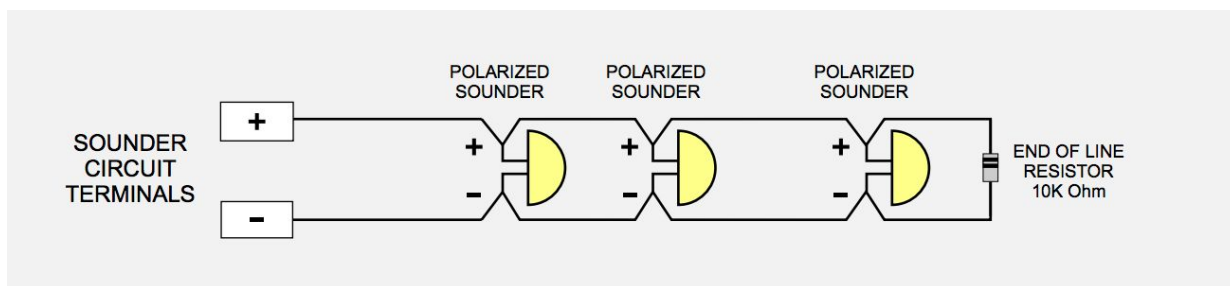 POLARIZED
SOUNDER
POLARIZED
SOUNDER
POLARIZED
SOUNDER
SOUNDER
CIRCUIT
TERMINALS
+
-
+
-
+
-
+
-
END OF LINE
RESISTOR
10K Ohm